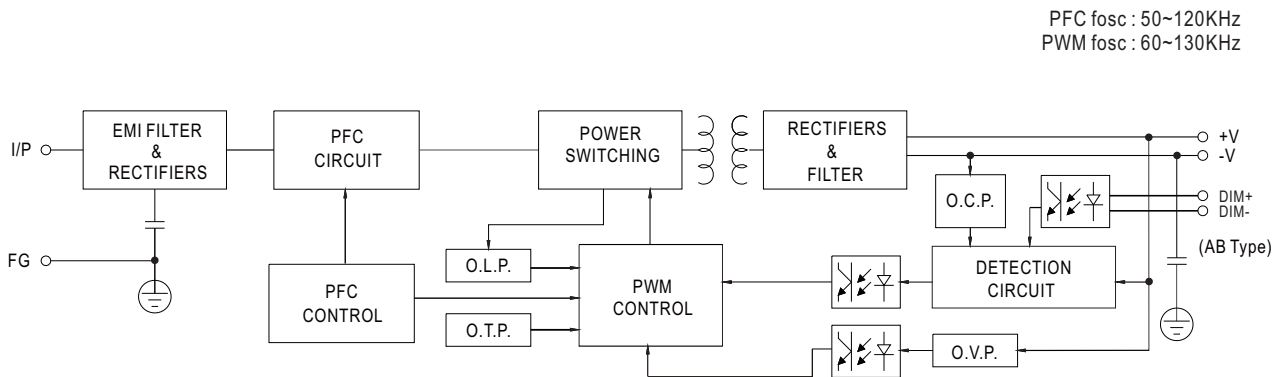 PFC fosc : 50~120KHz
PWM fosc : 60~130KHz
I/P
EMI FILTER
&
RECTIFIERS
PFC
CIRCUIT
POWER
SWITCHING
RECTIFIERS
&
FILTER
+V
-V
O.C.P.
DIM+
DIM-
(AB Type)
FG
O.L.P.
PFC
CONTROL
PWM
CONTROL
DETECTION
CIRCUIT
O.T.P.
O.V.P.